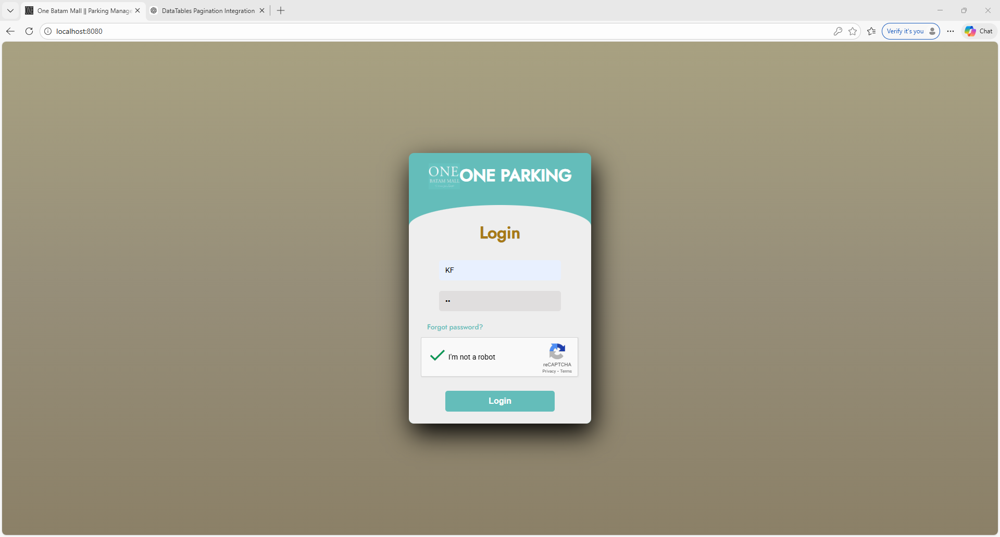 One Batam Mall || Parking Manage
DataTables Pagination Integration
localhost:8080
Verify it's you
Chat
ONE
BATAM MALL
ONE PARKING
Login
KF
••
Forgot password?
I'm not a robot
reCAPTCHA
Privacy - Terms
Login